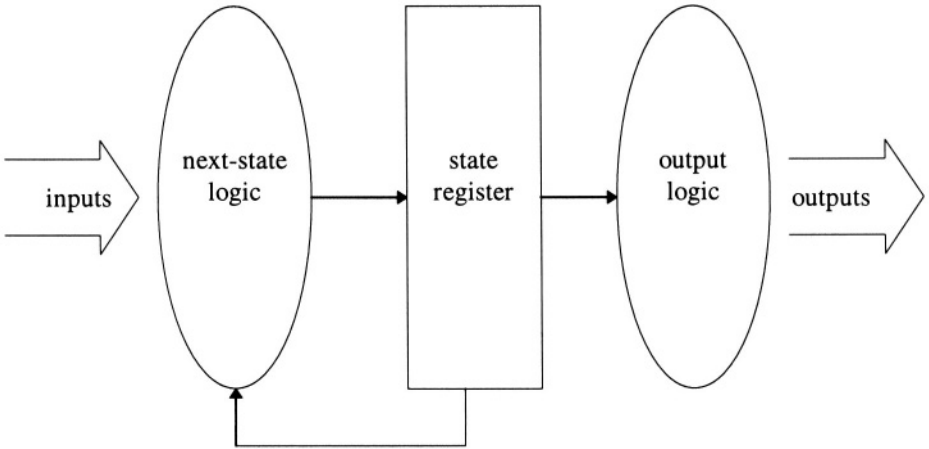 inputs
next-state
logic
state
register
output
logic
outputs